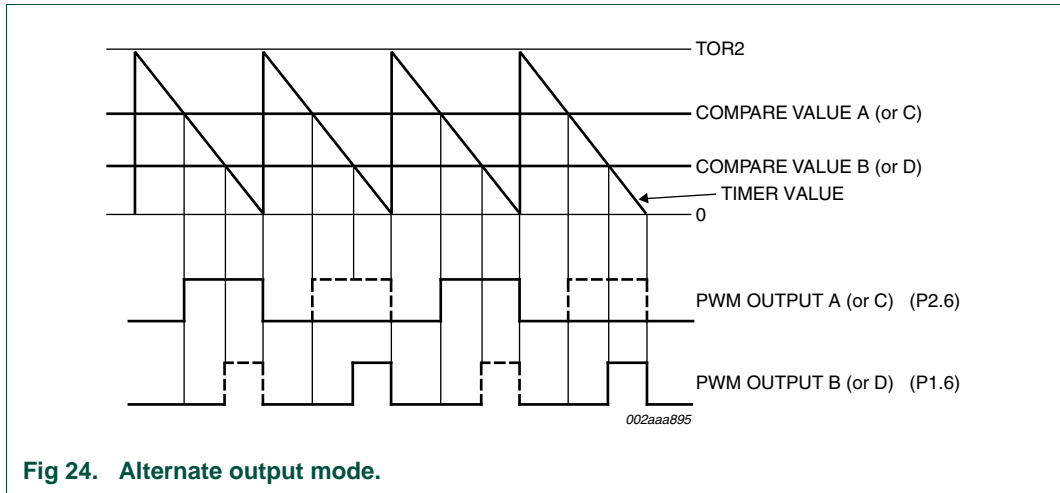 TOR2
COMPARE VALUE A (or C)
COMPARE VALUE B (or D)
TIMER VALUE
0
PWM OUTPUT A (or C) (P2.6)
PWM OUTPUT B (or D) (P1.6)
002aaa895
Fig 24. Alternate output mode.